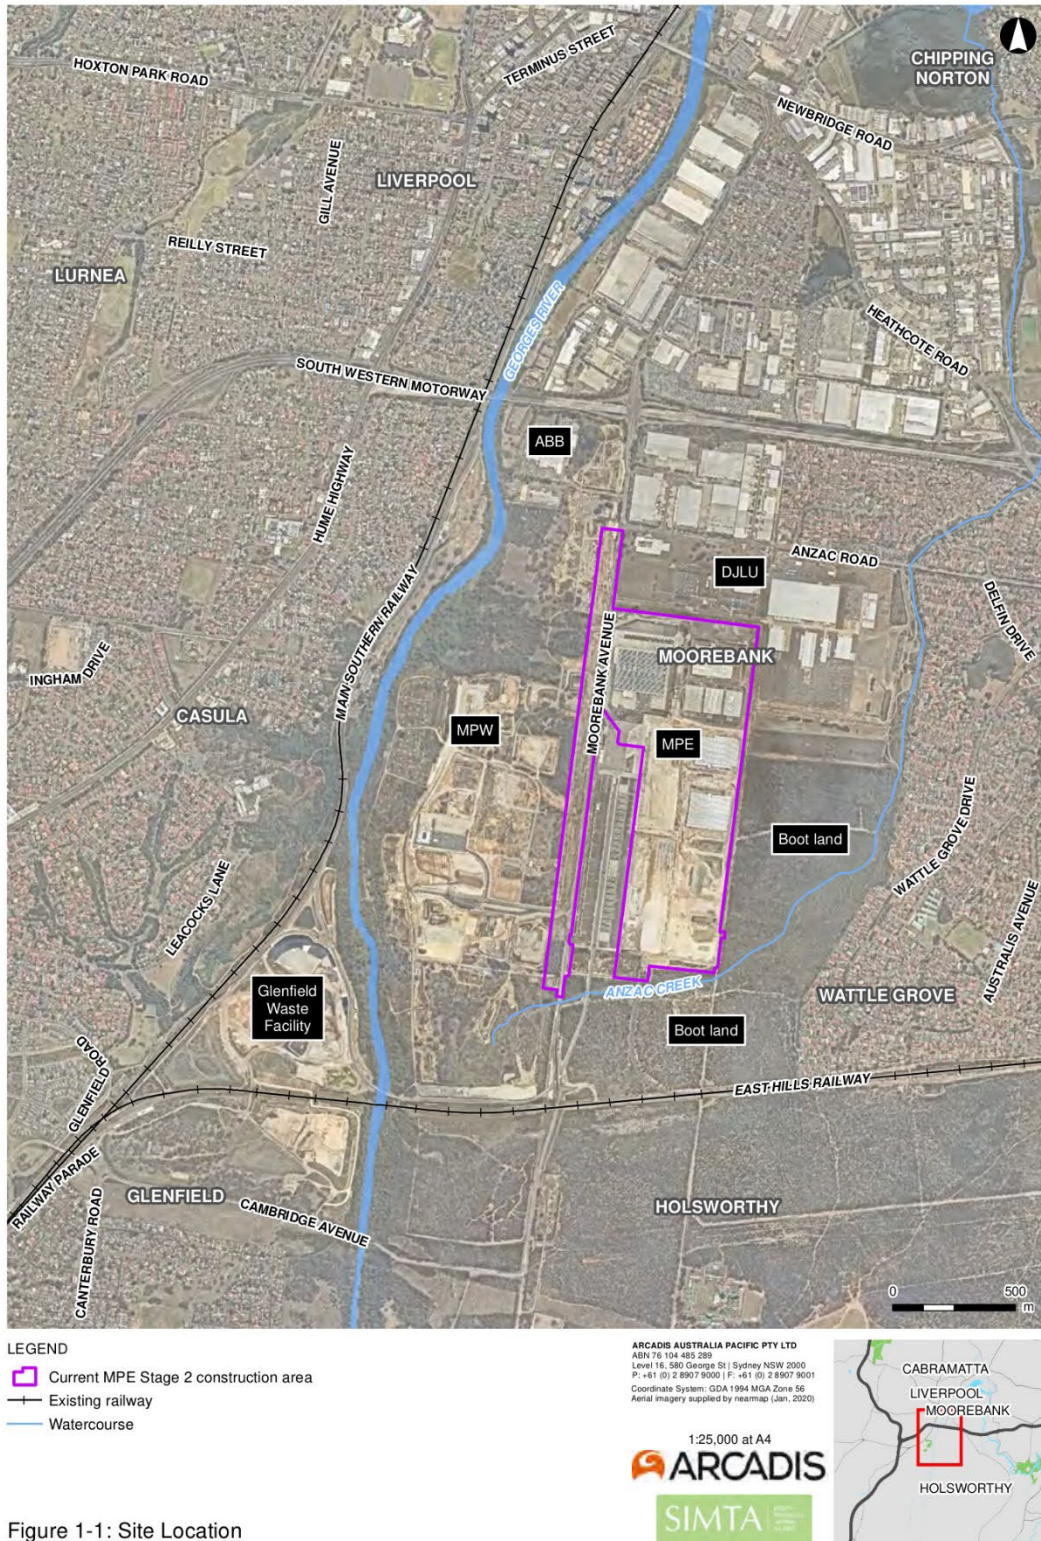 HOXTON PARK ROAD
TERMINUS STREET
CHIPPING
NORTON
NEWBRIDGE ROAD
GILL AVENUE
LIVERPOOL
REILLY STREET
LURNEA
GEORGES RIVER
HEATHCOTE ROAD
SOUTH WESTERN MOTORWAY
ABB
HUME HIGHWAY
ANZAC ROAD
DJLU
DELFIN DRIVE
MAIN SOUTHERN RAILWAY
MOOREBANK AVENUE
MOOREBANK
INGHAM DRIVE
CASULA
MPW
MPE
Boot land
WATTLE GROVE DRIVE
LEACOCKS LANE
AUSTRALIS AVENUE
Glenfield
Waste
Facility
ANZAC CREEK
WATTLE GROVE
Boot land
GLENFIELD ROAD
EAST HILLS RAILWAY
RAILWAY PARADE
GLENFIELD
CANTERBURY ROAD
CAMBRIDGE AVENUE
HOLSWORTHY
0 500
m
LEGEND
Current MPE Stage 2 construction area
Existing railway
Watercourse
ARCADIS AUSTRALIA PACIFIC PTY LTD
ABN 76 104 485 289
Level 16, 580 George St | Sydney NSW 2000
P: +61 (0) 2 8907 9000 | F: +61 (0) 2 8907 9001
Coordinate System: GDA 1994 MGA Zone 56
Aerial imagery supplied by nearmap (Jan, 2020)
1:25,000 at A4
ARCADIS
SIMTA
CABRAMATTA
LIVERPOOL
MOOREBANK
HOLSWORTHY
Figure 1-1: Site Location